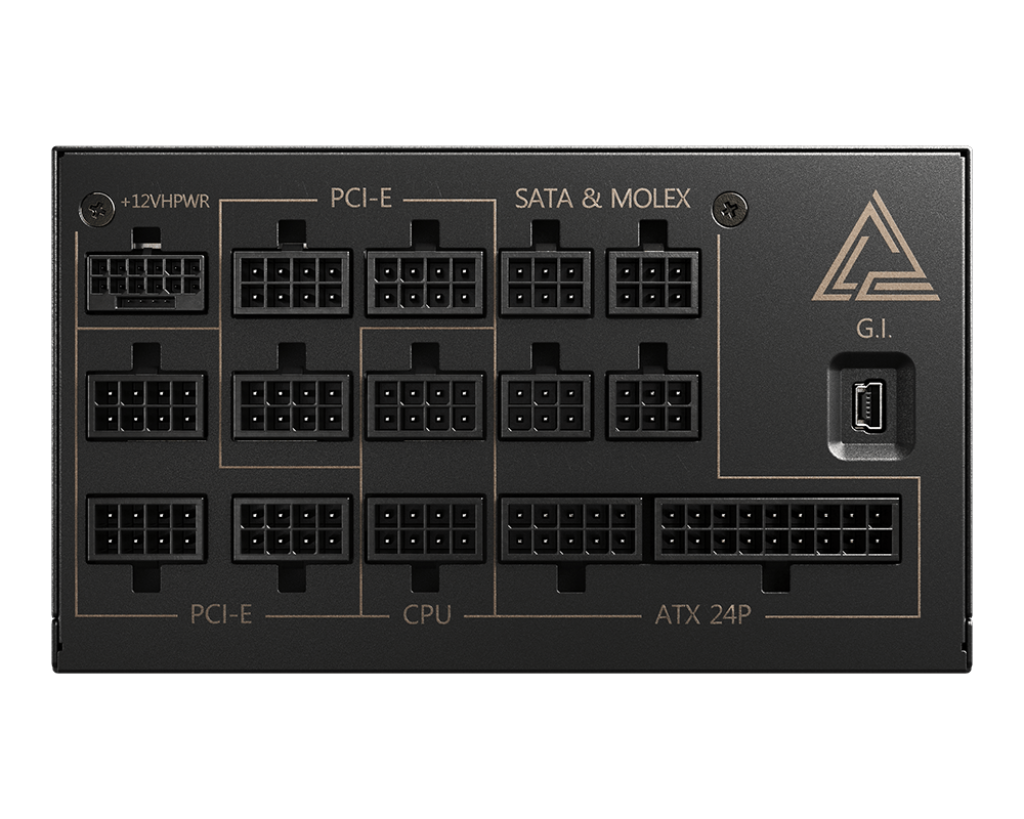 +12VHPWR
PCI-E
SATA & MOLEX
G.I.
PCI-E
CPU
ATX 24P